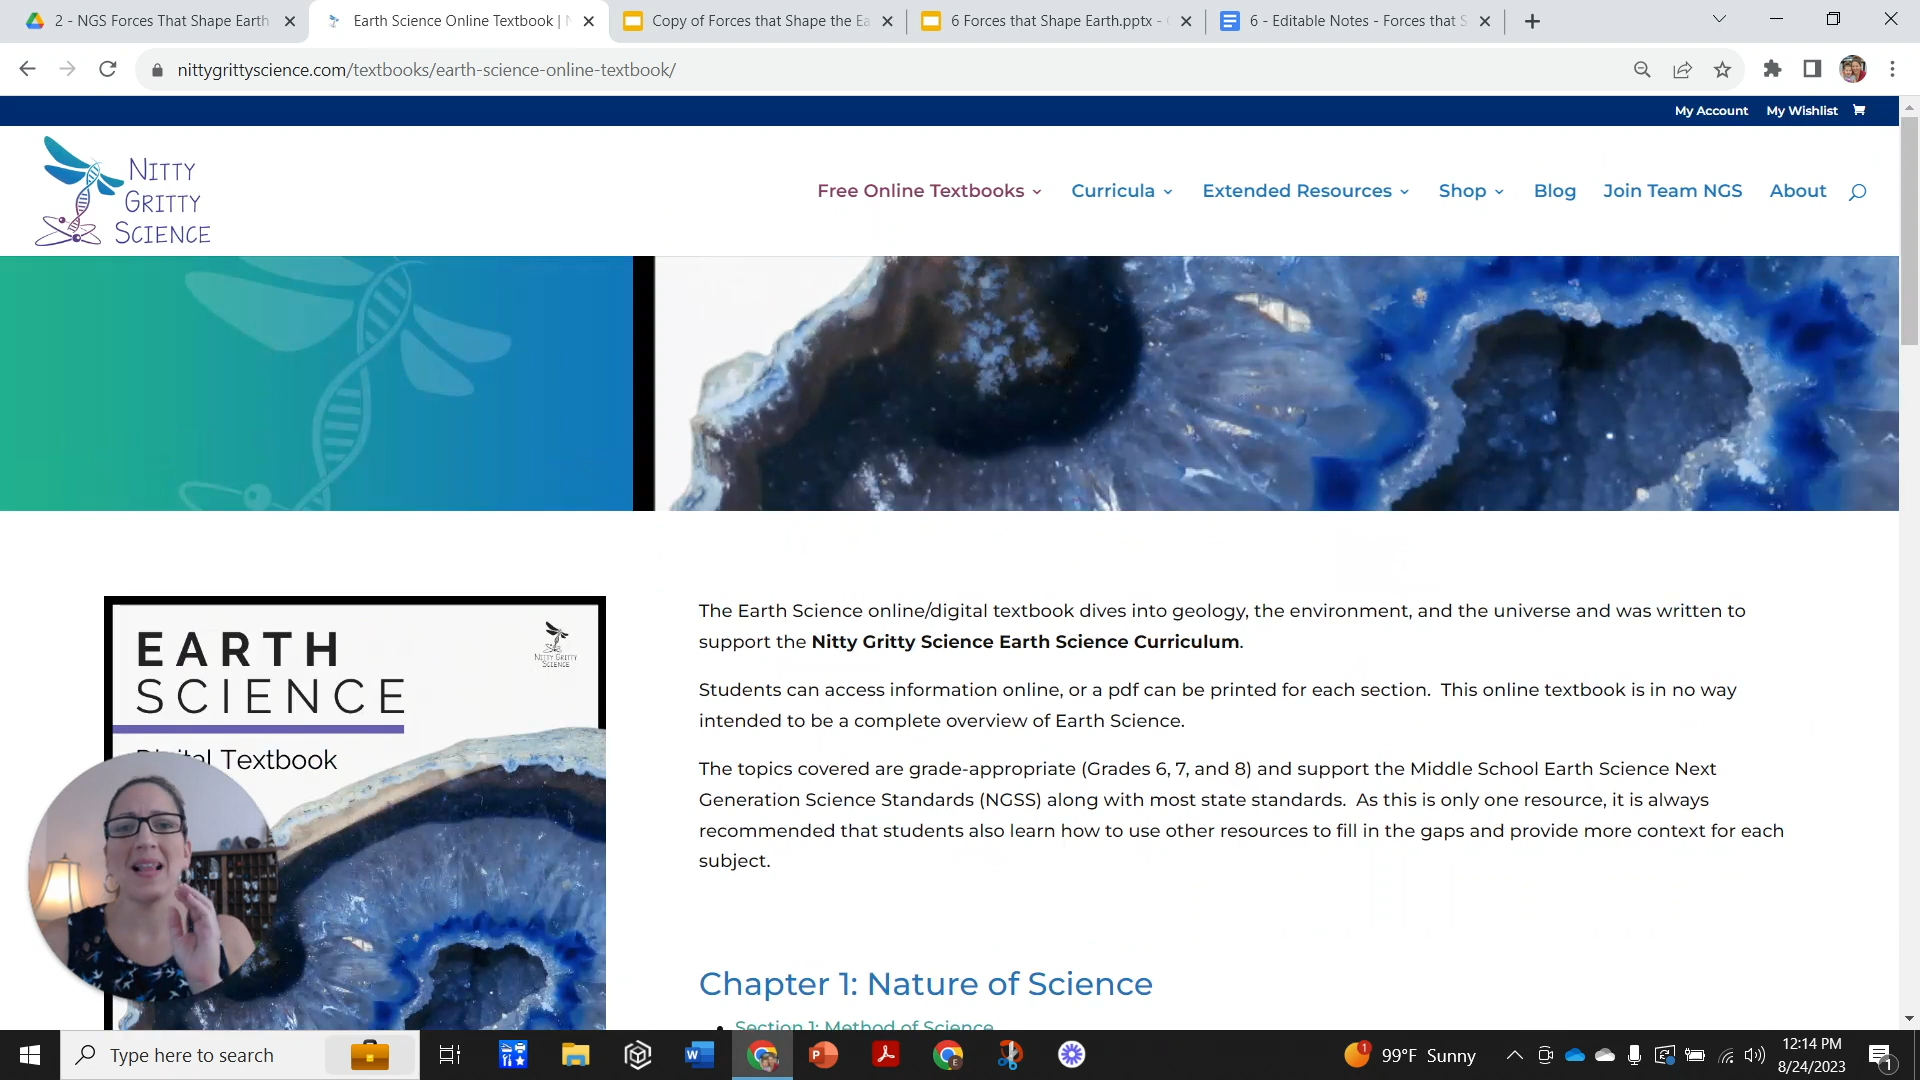 2 - NGS Forces That Shape Earth
Earth Science Online Textbook | N
Copy of Forces that Shape the Ea
6 Forces that Shape Earth.pptx - G
6 - Editable Notes - Forces that S
nittygrittyscience.com/textbooks/earth-science-online-textbook/
My Account
My Wishlist
NITTY
GRITTY
SCIENCE
Free Online Textbooks
Curricula
Extended Resources
Shop
Blog
Join Team NGS
About
EARTH
SCIENCE
NITTY GRITTY
SCIENCE
Textbook
The Earth Science online/digital textbook dives into geology, the environment, and the universe and was written to
support the Nitty Gritty Science Earth Science Curriculum.
Students can access information online, or a pdf can be printed for each section. This online textbook is in no way
intended to be a complete overview of Earth Science.
The topics covered are grade-appropriate (Grades 6, 7, and 8) and support the Middle School Earth Science Next
Generation Science Standards (NGSS) along with most state standards. As this is only one resource, it is always
recommended that students also learn how to use other resources to fill in the gaps and provide more context for each
subject.
Chapter 1: Nature of Science
Section 1: Method of Science
Type here to search
1
99°F Sunny
12:14 PM
8/24/2023
1